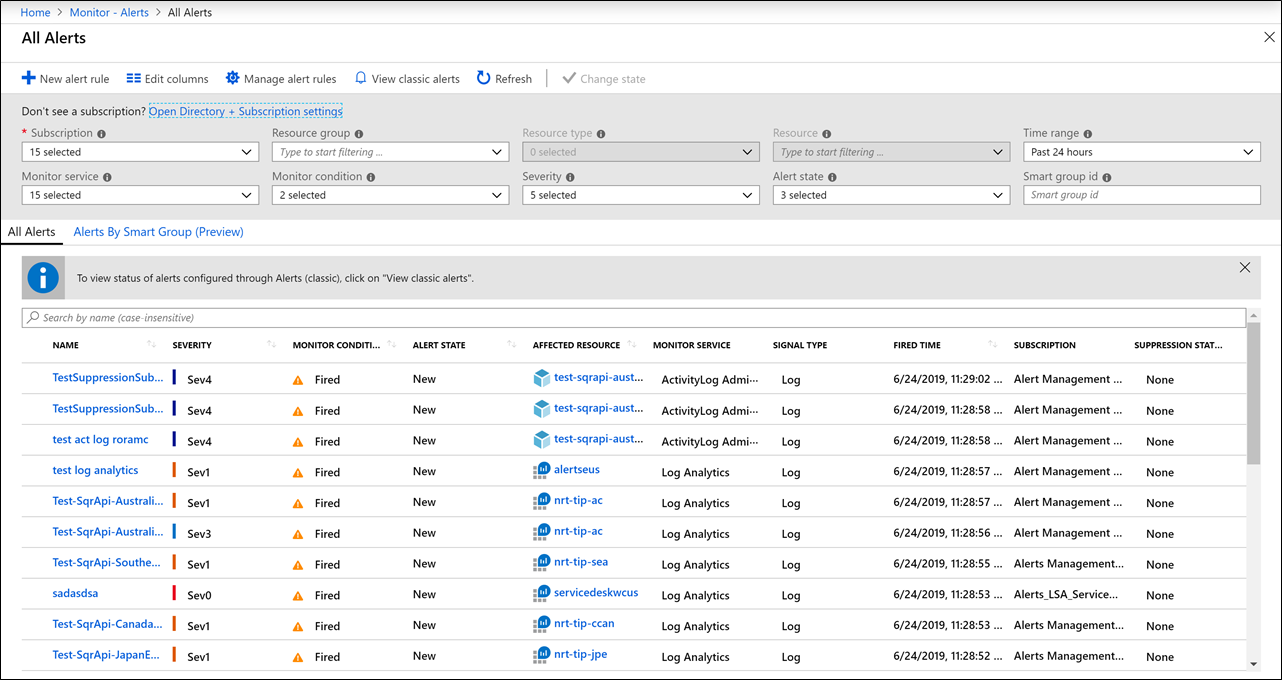 Home > Monitor - Alerts > All Alerts
All Alerts
New alert rule Edit columns Manage alert rules View classic alerts Refresh Change state
Don't see a subscription? Open Directory + Subscription settings
* Subscription Resource group Resource type Resource Time range
15 selected Type to start filtering ... 0 selected Type to start filtering ... Past 24 hours
Monitor service Monitor condition Severity Alert state Smart group id
15 selected 2 selected 5 selected 3 selected Smart group id
All Alerts Alerts By Smart Group (Preview)
To view status of alerts configured through Alerts (classic), click on "View classic alerts".
Search by name (case-insensitive)
NAME SEVERITY MONITOR CONDITI... ALERT STATE AFFECTED RESOURCE MONITOR SERVICE SIGNAL TYPE FIRED TIME SUBSCRIPTION SUPPRESSION STAT...
TestSuppressionSub... Sev4 Fired New test-sqrapi-aust... ActivityLog Admi... Log 6/24/2019, 11:29:02 ... Alert Management ... None
TestSuppressionSub... Sev4 Fired New test-sqrapi-aust... ActivityLog Admi... Log 6/24/2019, 11:28:58 ... Alert Management ... None
test act log roramc Sev4 Fired New test-sqrapi-aust... ActivityLog Admi... Log 6/24/2019, 11:28:58 ... Alert Management ... None
test log analytics Sev1 Fired New alertseus Log Analytics Log 6/24/2019, 11:28:57 ... Alert Management ... None
Test-SqrApi-Australi... Sev1 Fired New nrt-tip-ac Log Analytics Log 6/24/2019, 11:28:57 ... Alert Management ... None
Test-SqrApi-Australi... Sev3 Fired New nrt-tip-ac Log Analytics Log 6/24/2019, 11:28:56 ... Alert Management ... None
Test-SqrApi-Southe... Sev1 Fired New nrt-tip-sea Log Analytics Log 6/24/2019, 11:28:55 ... Alerts Management... None
sadasdsa Sev0 Fired New servicedeskwcus Log Analytics Log 6/24/2019, 11:28:53 ... Alerts_LSA_Service... None
Test-SqrApi-Canada... Sev1 Fired New nrt-tip-ccan Log Analytics Log 6/24/2019, 11:28:53 ... Alerts Management... None
Test-SqrApi-JapanE... Sev1 Fired New nrt-tip-jpe Log Analytics Log 6/24/2019, 11:28:52 ... Alerts Management... None